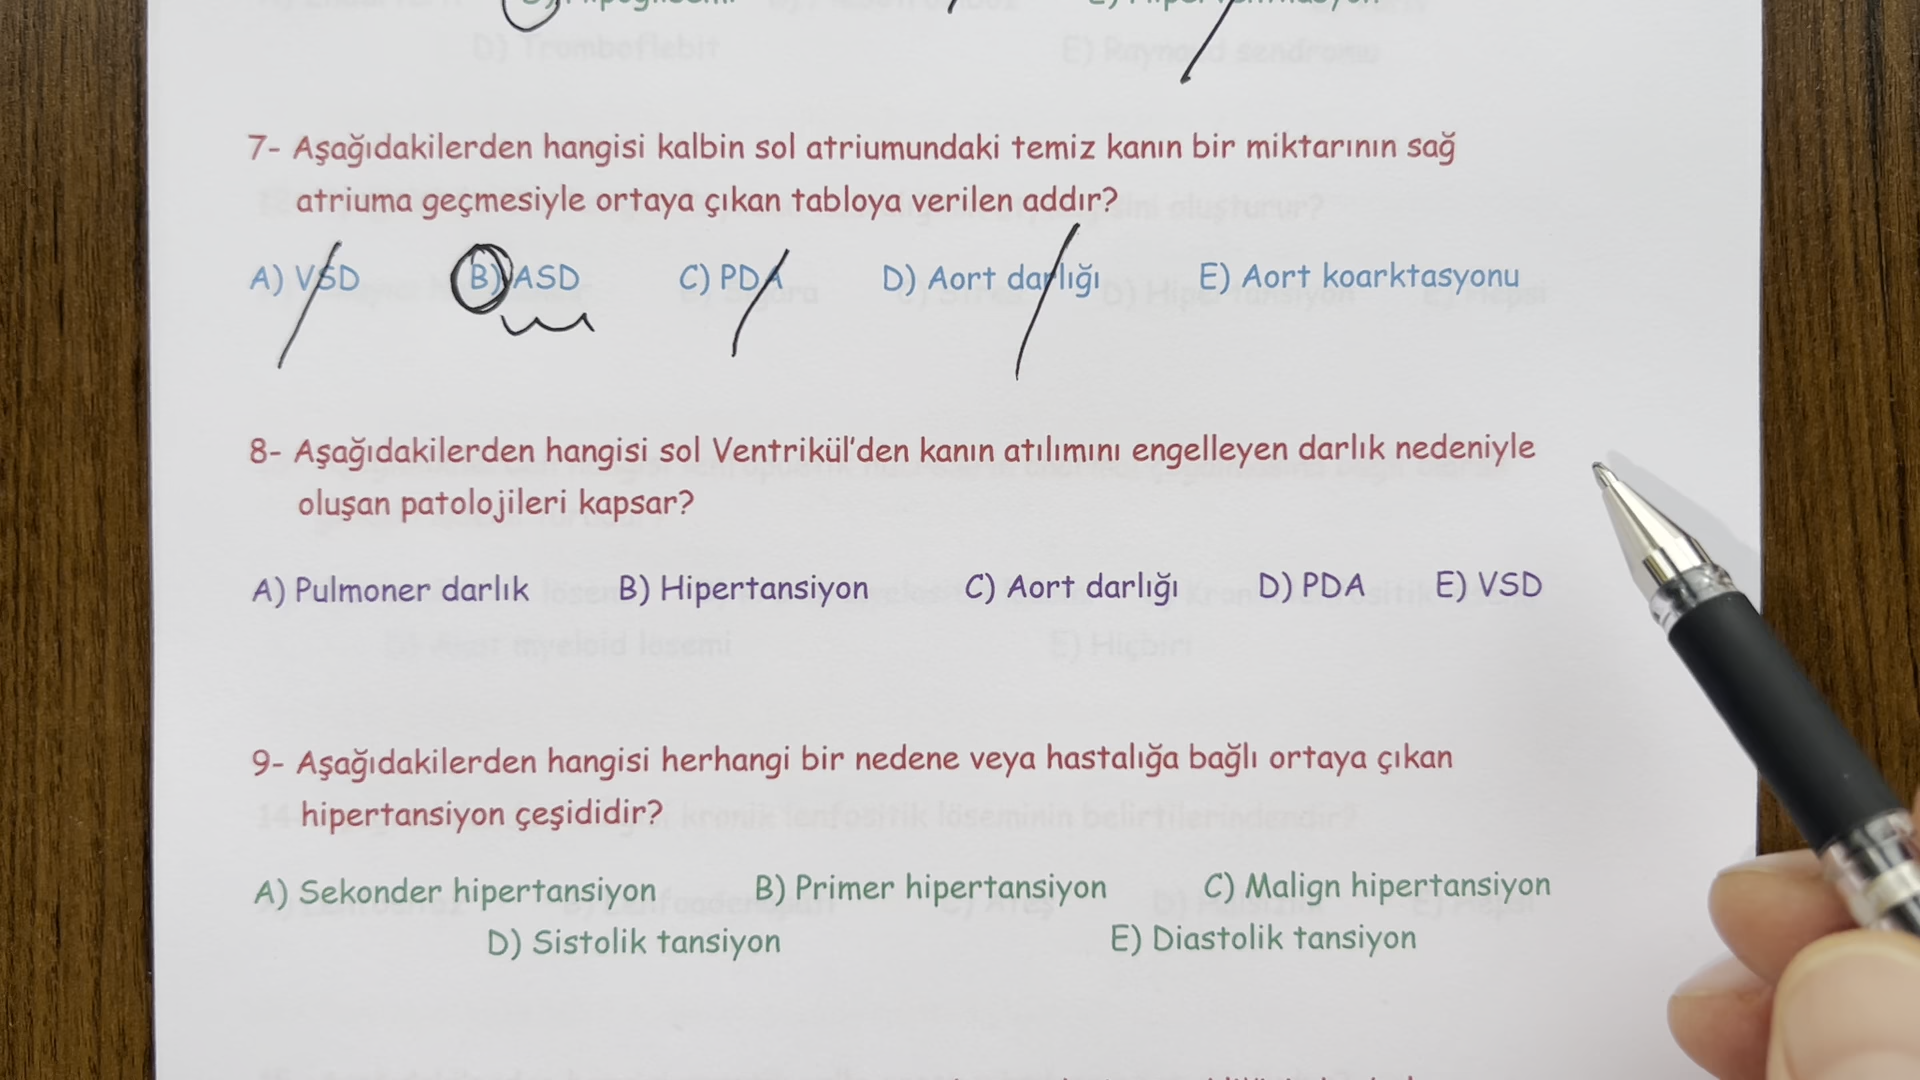 D) Tromboflebit E) Raynaud sendromu
7- Aşağıdakilerden hangisi kalbin sol atriumundaki temiz kanın bir miktarının sağ
atriuma geçmesiyle ortaya çıkan tabloya verilen addır?
A) VSD B) ASD C) PDA D) Aort darlığı E) Aort koarktasyonu
8- Aşağıdakilerden hangisi sol Ventrikül'den kanın atılımını engelleyen darlık nedeniyle
oluşan patolojileri kapsar?
A) Pulmoner darlık B) Hipertansiyon C) Aort darlığı D) PDA E) VSD
9- Aşağıdakilerden hangisi herhangi bir nedene veya hastalığa bağlı ortaya çıkan
hipertansiyon çeşididir?
A) Sekonder hipertansiyon B) Primer hipertansiyon C) Malign hipertansiyon
D) Sistolik tansiyon E) Diastolik tansiyon